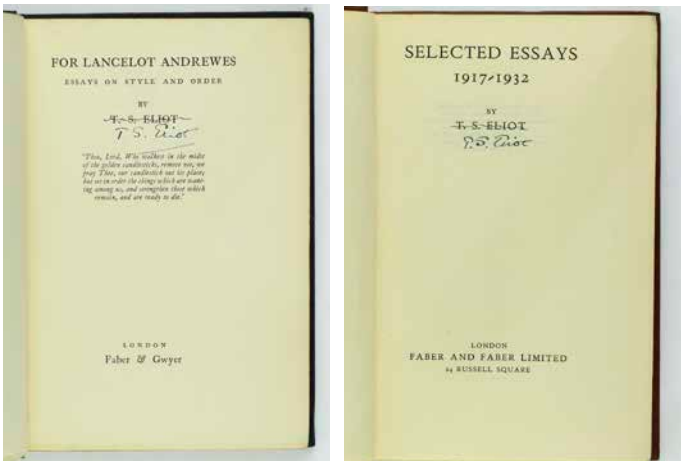 FOR LANCELOT ANDREWES
ESSAYS ON STYLE AND ORDER
BY
T. S. ELIOT
T S. Eliot
'Thou, Lord, Who walkest in the midst
of the golden candlesticks, remove not, we
pray Thee, our candlestick out its place;
but set in order the things which are want-
ing among us, and strengthen those which
remain, and are ready to die.'
LONDON
Faber & Gwyer
SELECTED ESSAYS
1917-1932
BY
T. S. ELIOT
T. S. Eliot
LONDON
FABER AND FABER LIMITED
24 RUSSELL SQUARE